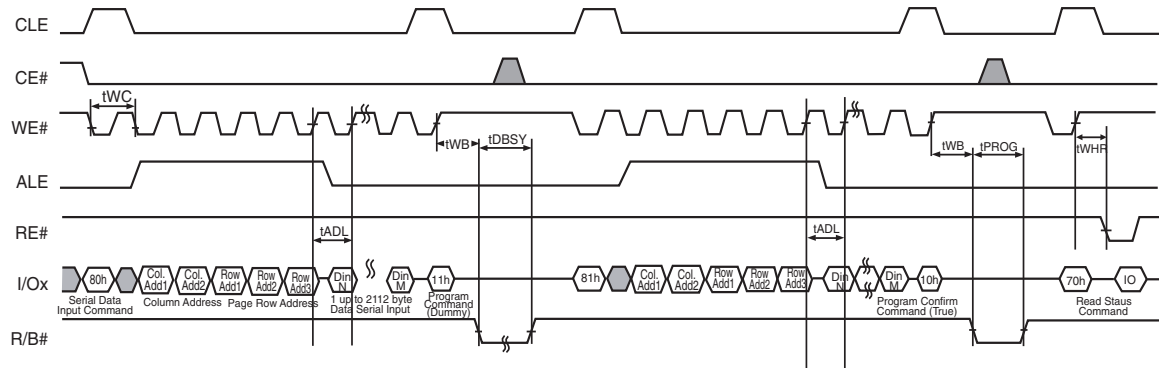 CLE
CE#
tWC
WE#
tWB
tDBSY
tWB
tPROG
tWHR
ALE
RE#
tADL
tADL
I/Ox
80h
Col. Add1
Col. Add2
Row Add1
Row Add2
Row Add3
Din N
Din M
11h
81h
Col. Add1
Col. Add2
Row Add1
Row Add2
Row Add3
Din N
Din M
10h
70h
IO
Serial Data
Input Command
Column Address
Page Row Address
1 up to 2112 byte
Data Serial Input
Program
Command
(Dummy)
Program Confirm
Command (True)
Read Staus
Command
R/B#